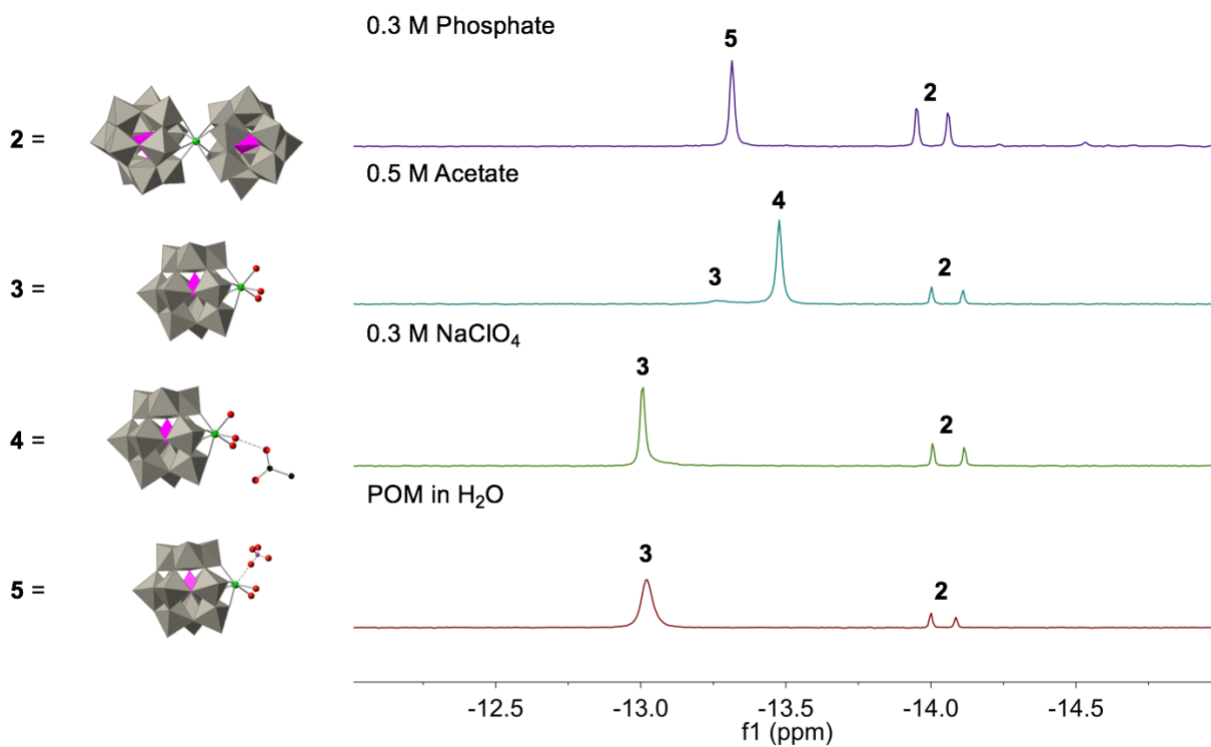 0.3 M Phosphate
5
2
2 =
0.5 M Acetate
4
3
2
3 =
0.3 M NaClO₄
3
2
4 =
POM in H₂O
3
2
5 =
-12.5 -13.0 -13.5 -14.0 -14.5
f1 (ppm)